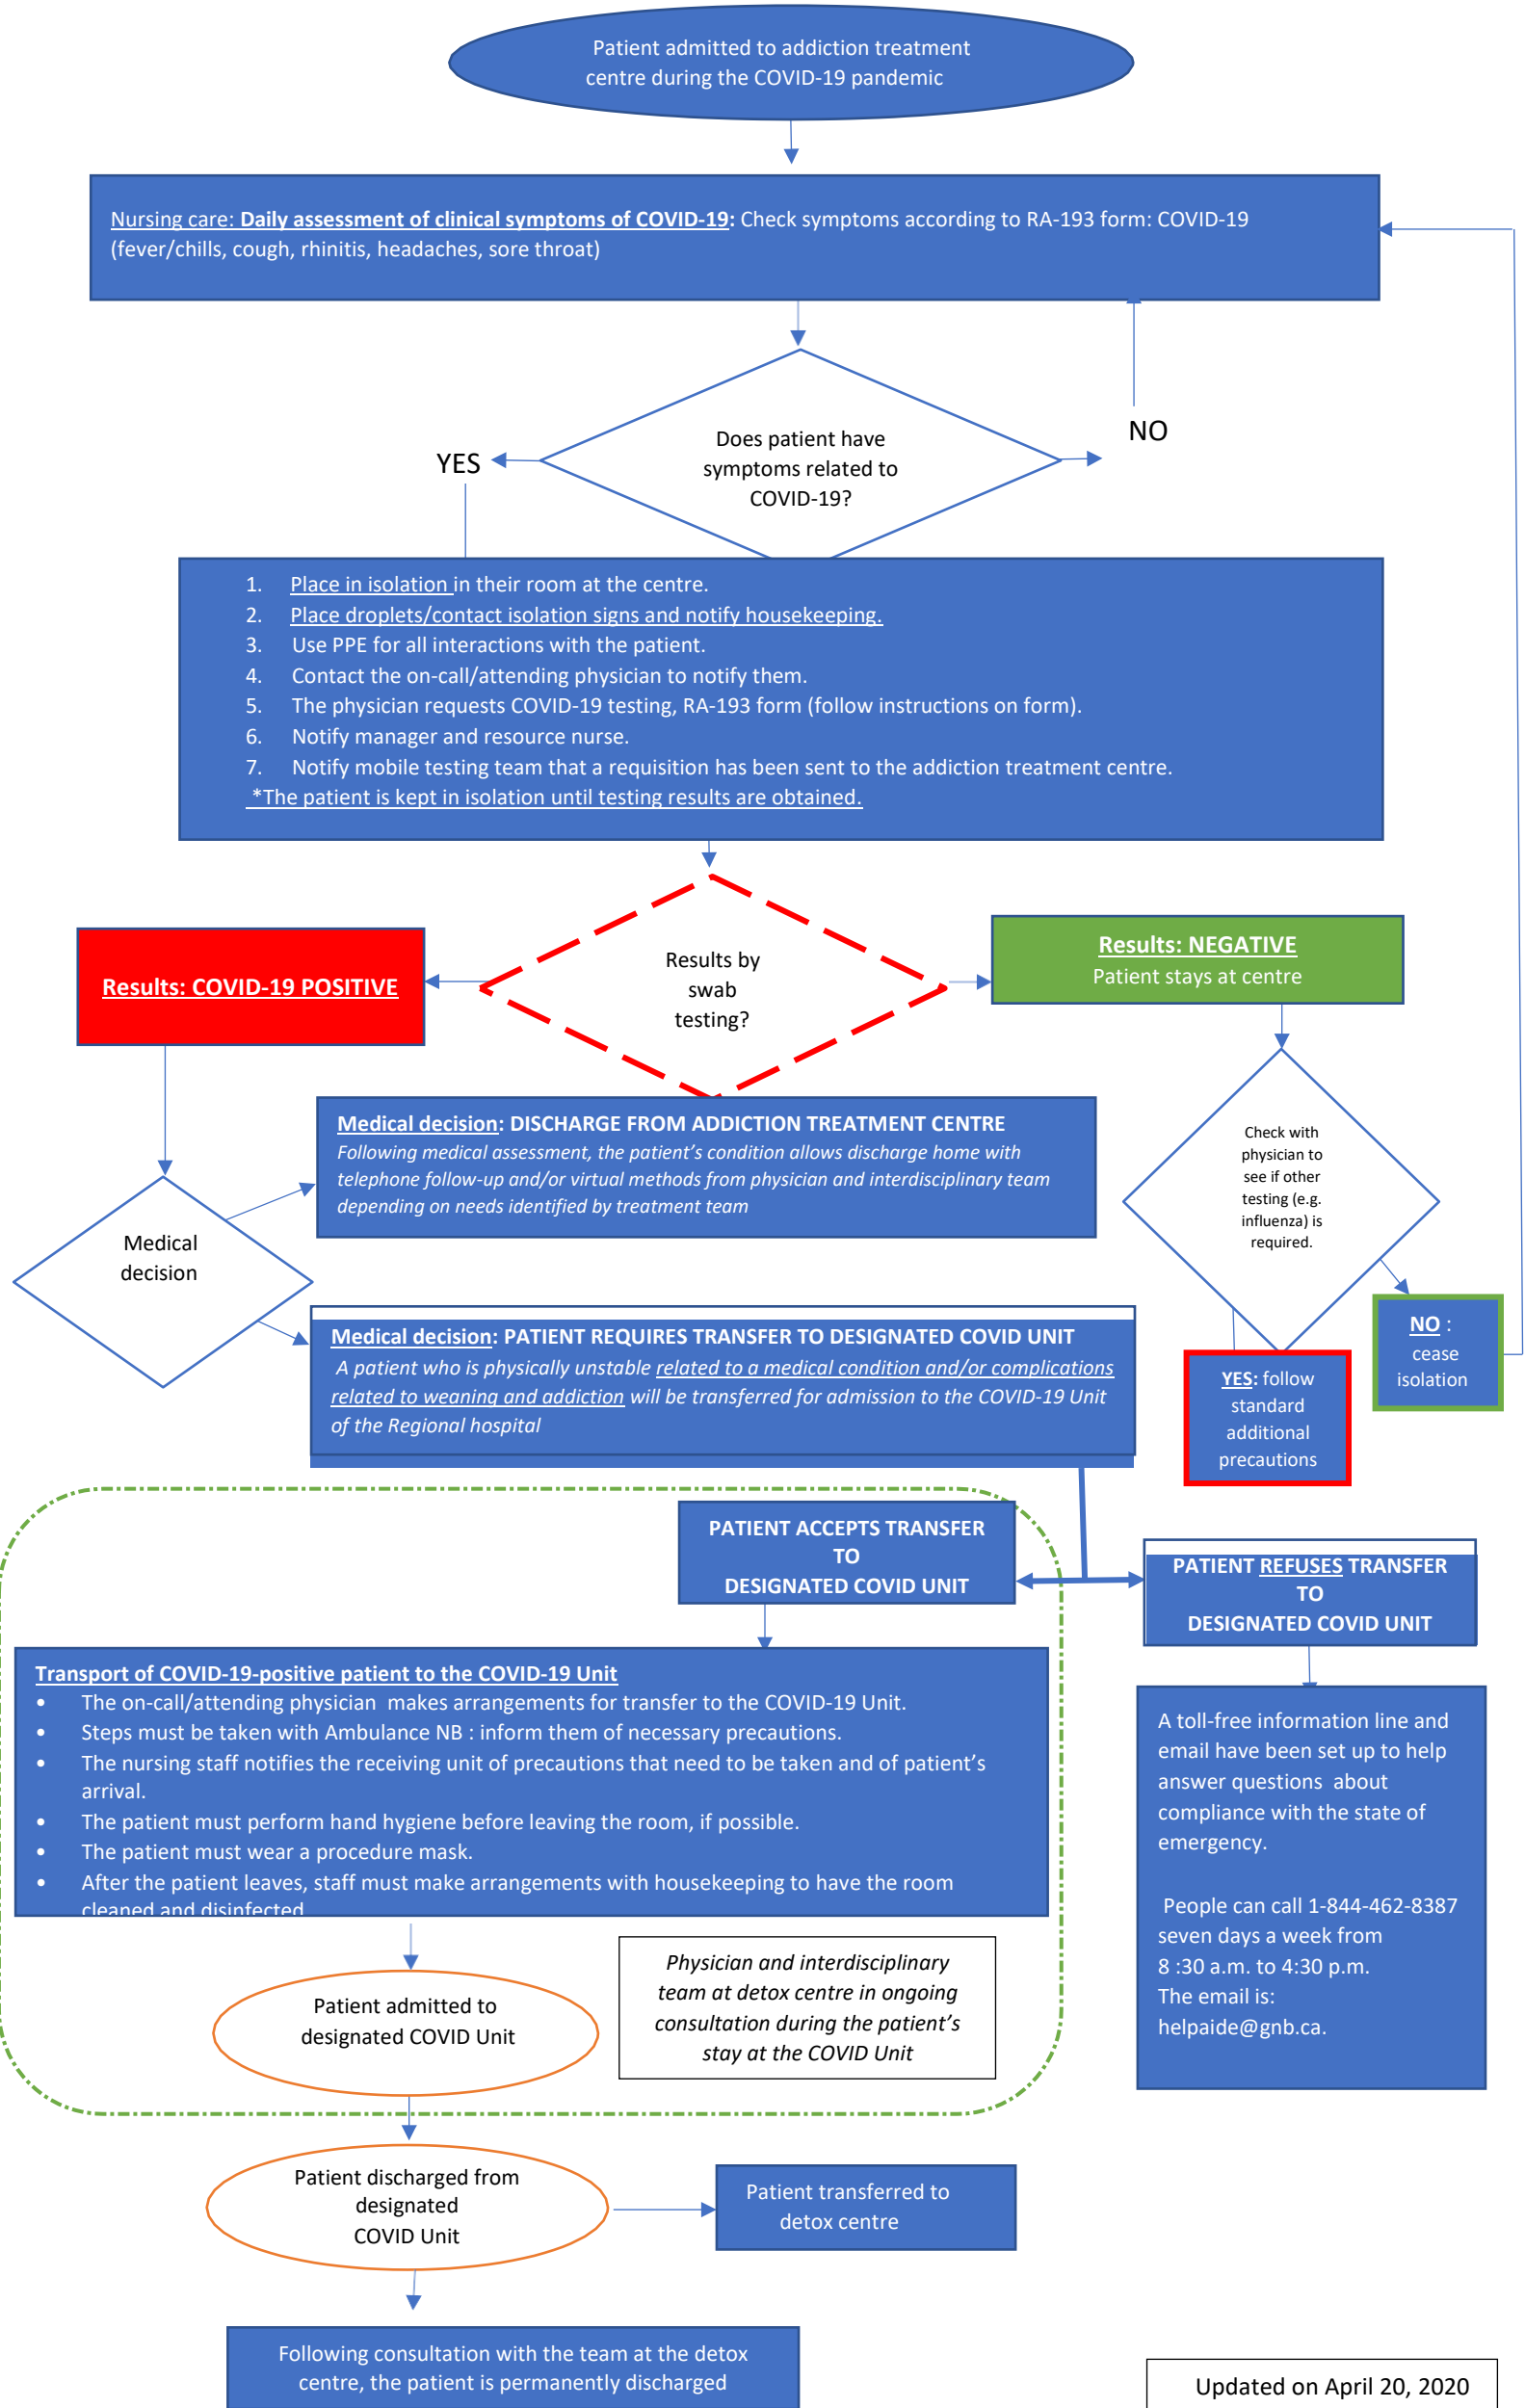 Patient admitted to addiction treatment
centre during the COVID-19 pandemic
Nursing care: Daily assessment of clinical symptoms of COVID-19: Check symptoms according to RA-193 form: COVID-19
(fever/chills, cough, rhinitis, headaches, sore throat)
Does patient have
symptoms related to
COVID-19?
YES
NO
1. Place in isolation in their room at the centre.
2. Place droplets/contact isolation signs and notify housekeeping.
3. Use PPE for all interactions with the patient.
4. Contact the on-call/attending physician to notify them.
5. The physician requests COVID-19 testing, RA-193 form (follow instructions on form).
6. Notify manager and resource nurse.
7. Notify mobile testing team that a requisition has been sent to the addiction treatment centre.
*The patient is kept in isolation until testing results are obtained.
Results by
swab
testing?
Results: COVID-19 POSITIVE
Results: NEGATIVE
Patient stays at centre
Medical decision: DISCHARGE FROM ADDICTION TREATMENT CENTRE
Following medical assessment, the patient's condition allows discharge home with
telephone follow-up and/or virtual methods from physician and interdisciplinary team
depending on needs identified by treatment team
Medical
decision
Check with
physician to
see if other
testing (e.g.
influenza) is
required.
Medical decision: PATIENT REQUIRES TRANSFER TO DESIGNATED COVID UNIT
A patient who is physically unstable related to a medical condition and/or complications
related to weaning and addiction will be transferred for admission to the COVID-19 Unit
of the Regional hospital
NO :
cease
isolation
YES: follow
standard
additional
precautions
PATIENT ACCEPTS TRANSFER
TO
DESIGNATED COVID UNIT
PATIENT REFUSES TRANSFER
TO
DESIGNATED COVID UNIT
Transport of COVID-19-positive patient to the COVID-19 Unit
• The on-call/attending physician makes arrangements for transfer to the COVID-19 Unit.
• Steps must be taken with Ambulance NB : inform them of necessary precautions.
• The nursing staff notifies the receiving unit of precautions that need to be taken and of patient's
arrival.
• The patient must perform hand hygiene before leaving the room, if possible.
• The patient must wear a procedure mask.
• After the patient leaves, staff must make arrangements with housekeeping to have the room
cleaned and disinfected
A toll-free information line and
email have been set up to help
answer questions about
compliance with the state of
emergency.
People can call 1-844-462-8387
seven days a week from
8 :30 a.m. to 4:30 p.m.
The email is:
helpaide@gnb.ca.
Patient admitted to
designated COVID Unit
Physician and interdisciplinary
team at detox centre in ongoing
consultation during the patient's
stay at the COVID Unit
Patient discharged from
designated
COVID Unit
Patient transferred to
detox centre
Following consultation with the team at the detox
centre, the patient is permanently discharged
Updated on April 20, 2020